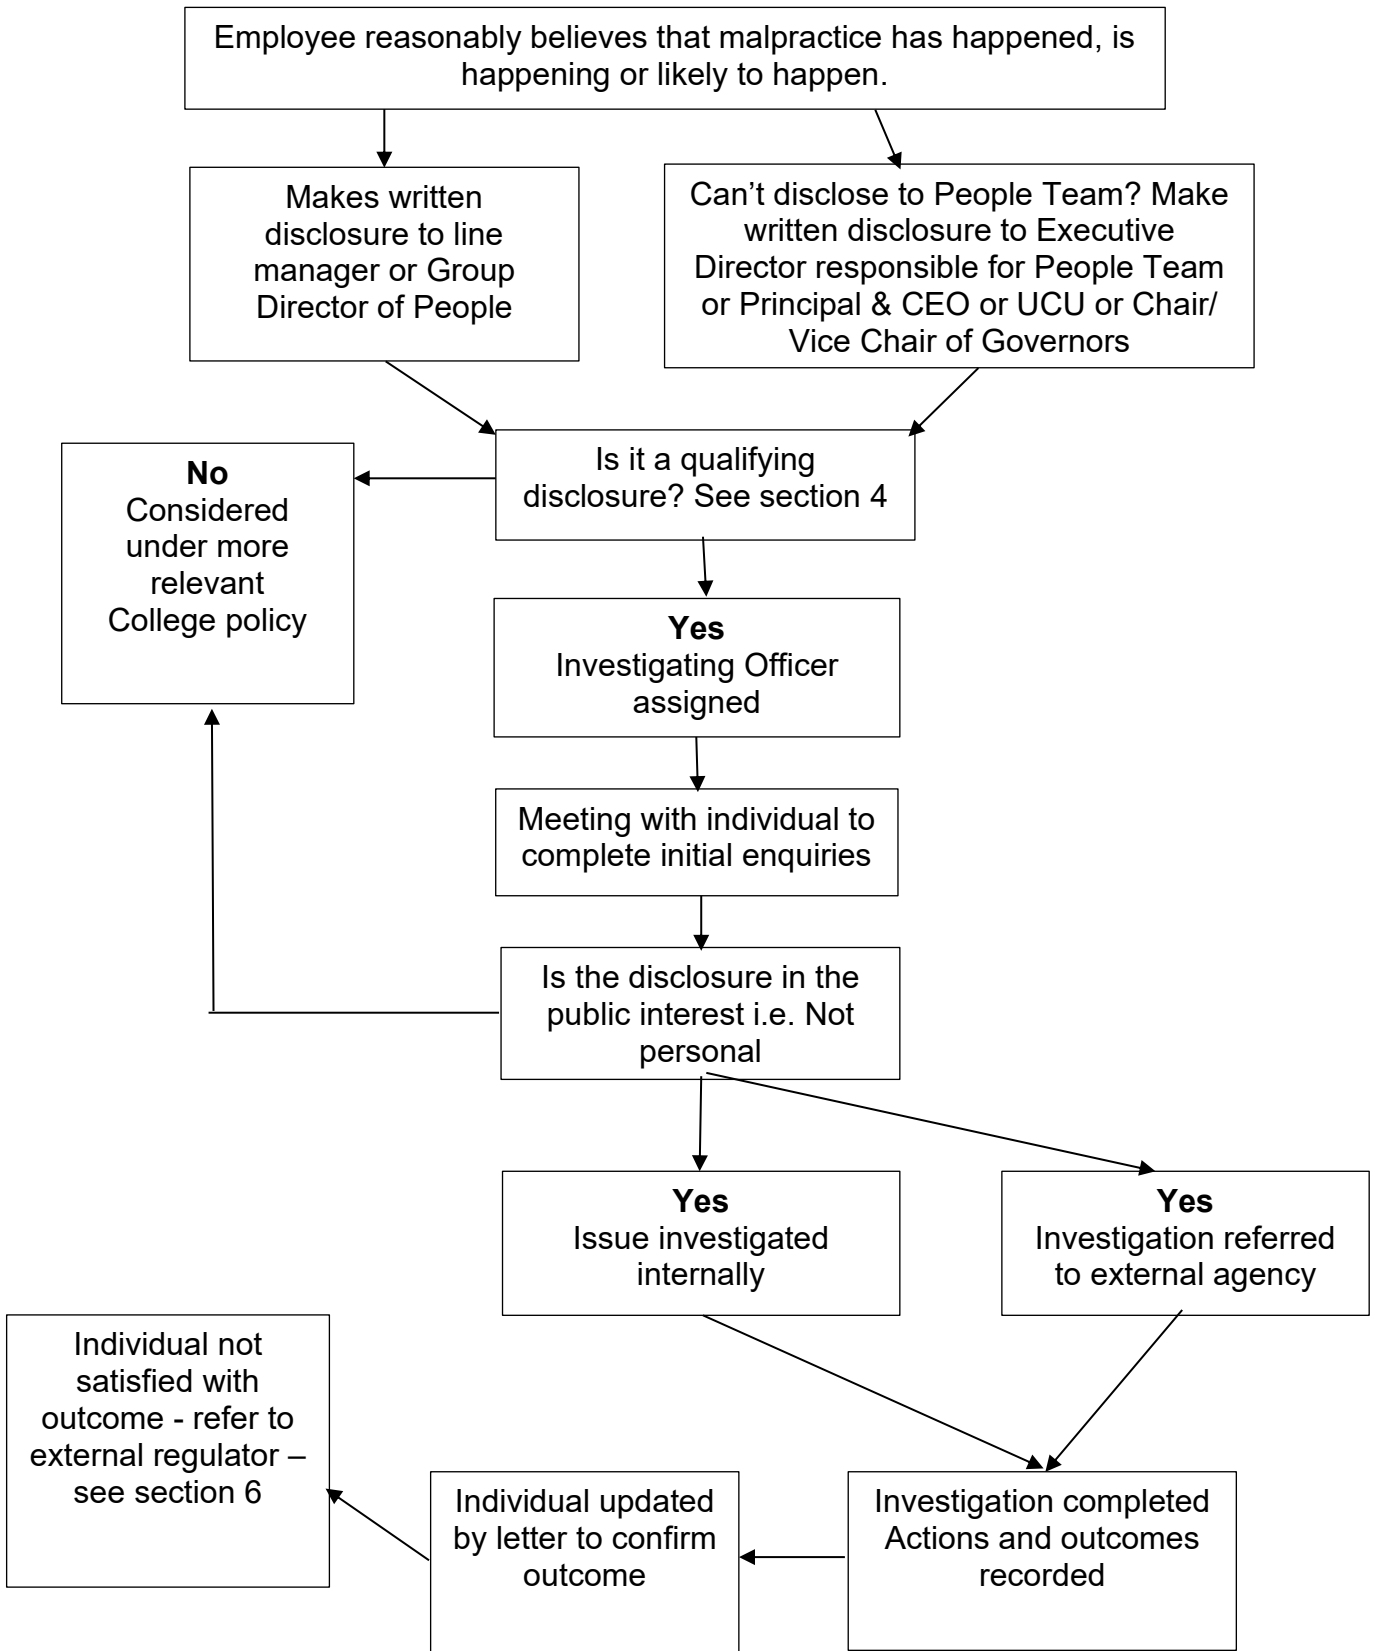 Employee reasonably believes that malpractice has happened, is
happening or likely to happen.
Makes written
disclosure to line
manager or Group
Director of People
Can’t disclose to People Team? Make
written disclosure to Executive
Director responsible for People Team
or Principal & CEO or UCU or Chair/
Vice Chair of Governors
Is it a qualifying
disclosure? See section 4
No
Considered
under more
relevant
College policy
Yes
Investigating Officer
assigned
Meeting with individual to
complete initial enquiries
Is the disclosure in the
public interest i.e. Not
personal
Yes
Issue investigated
internally
Yes
Investigation referred
to external agency
Investigation completed
Actions and outcomes
recorded
Individual updated
by letter to confirm
outcome
Individual not
satisfied with
outcome - refer to
external regulator –
see section 6